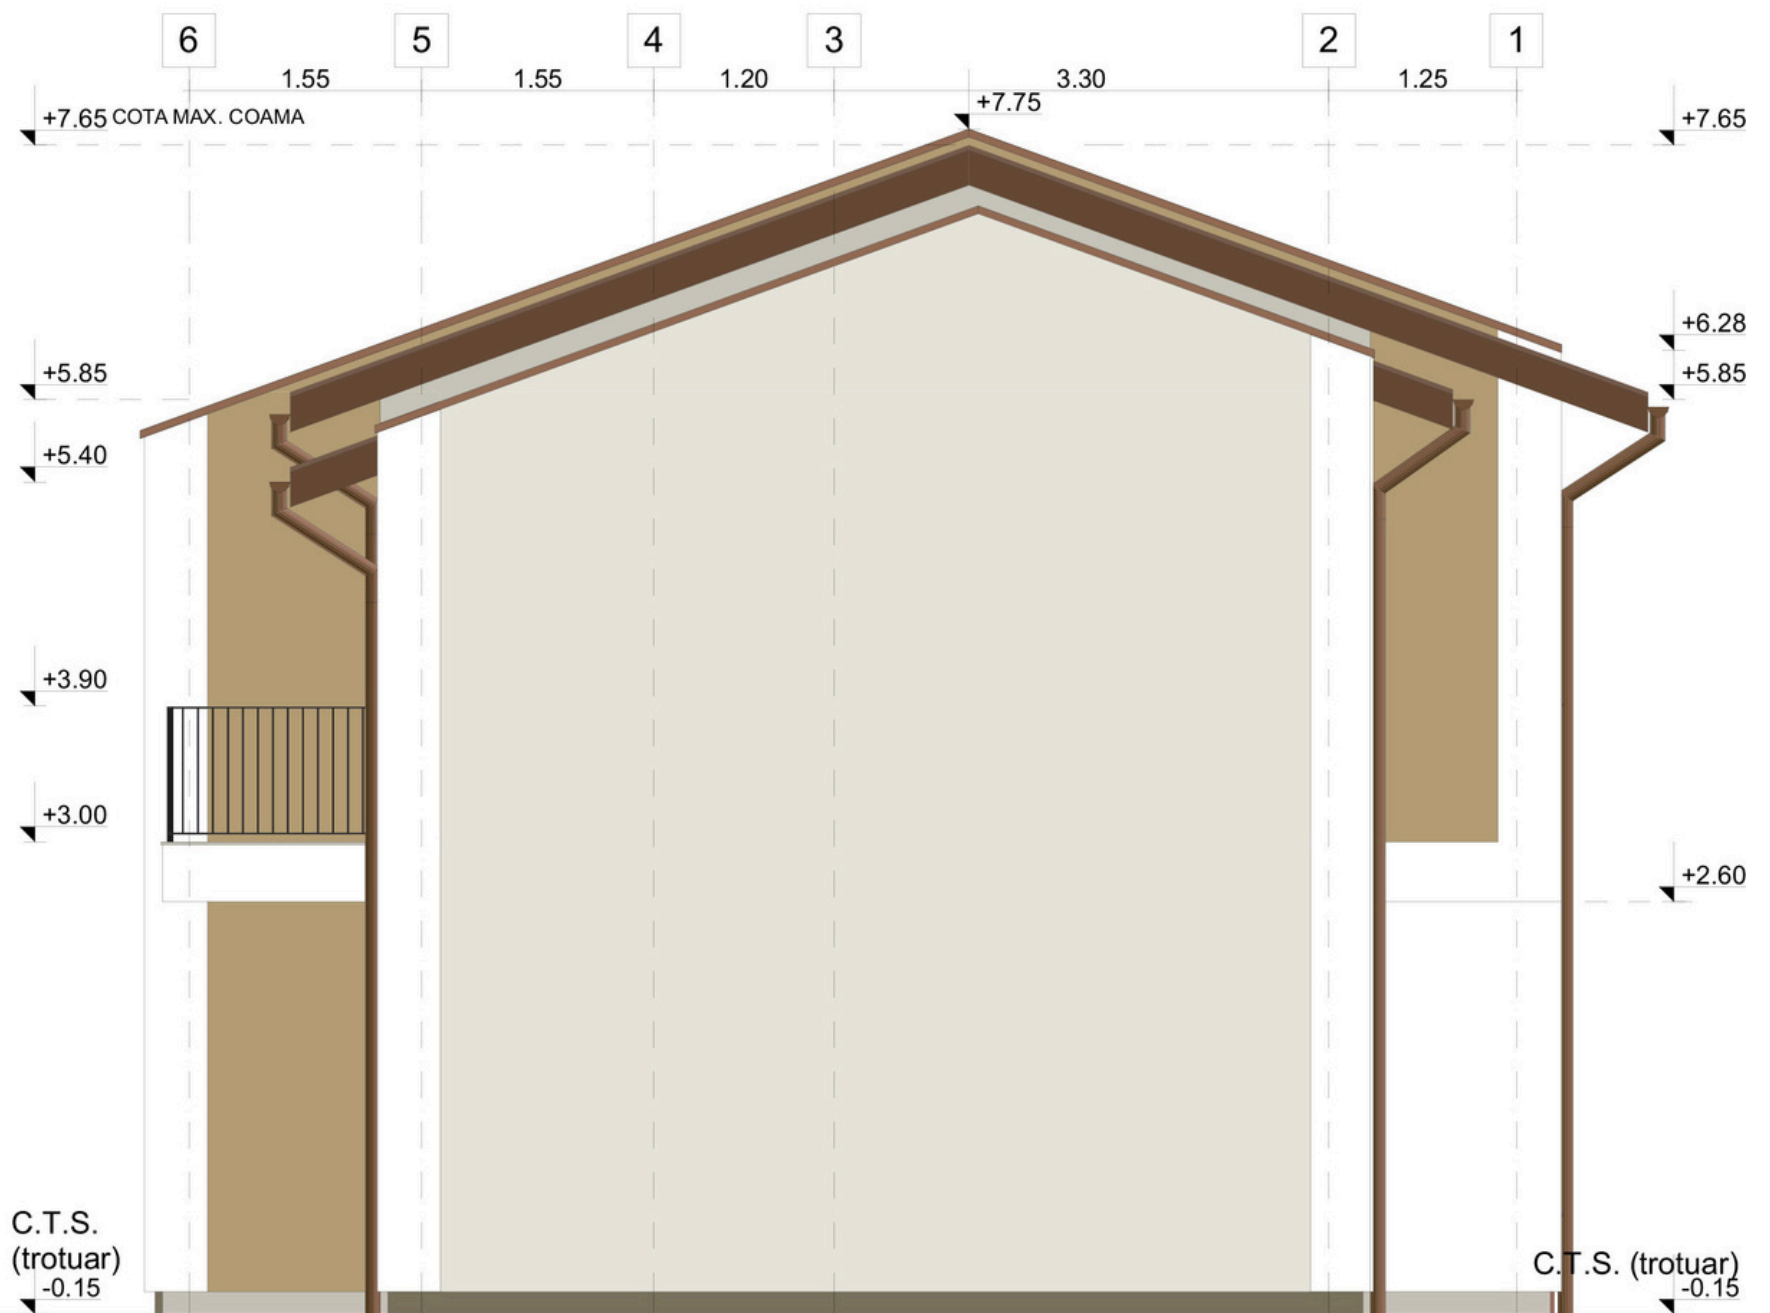 6 5 4 3 2 1
1.55 1.55 1.20 3.30 1.25
+7.75
+7.65 COTA MAX. COAMA +7.65
+6.28
+5.85 +5.85
+5.40
+3.90
+3.00
+2.60
C.T.S.
(trotuar) C.T.S. (trotuar)
-0.15 -0.15